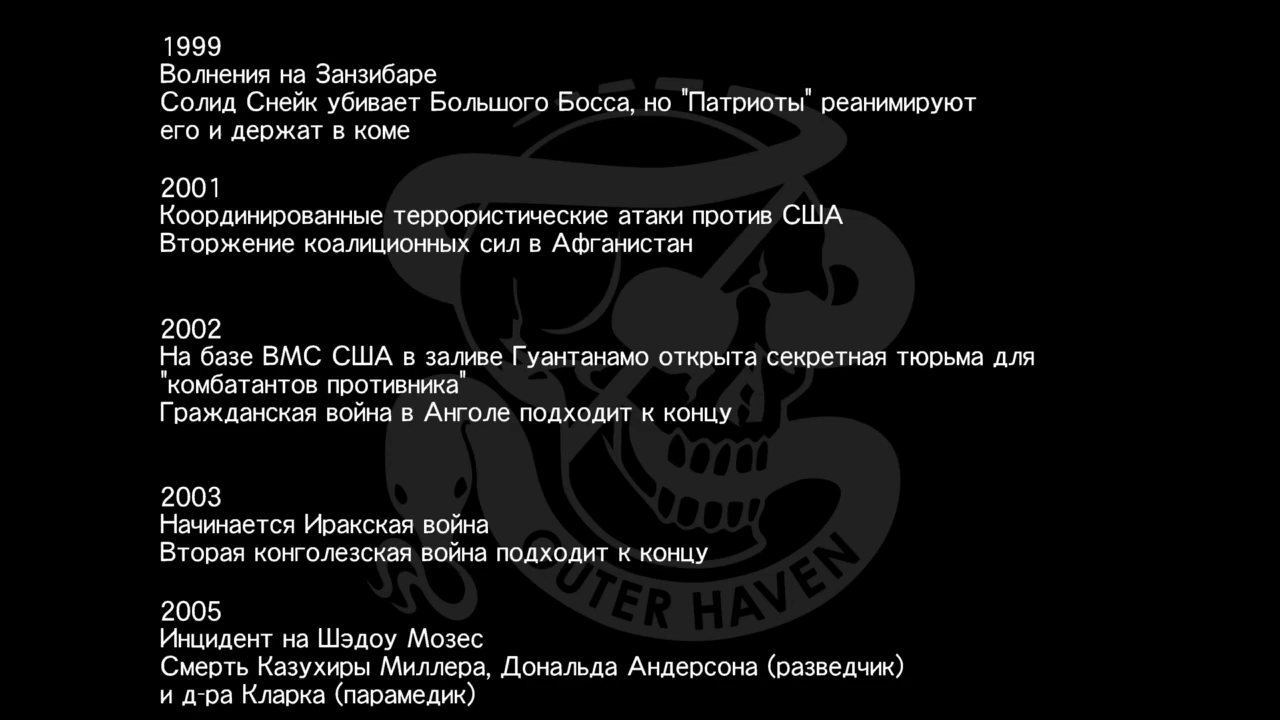 1999
Волнения на Занзибаре
Солид Снейк убивает Большого Босса, но "Патриоты" реанимируют
его и держат в коме
2001
Координированные террористические атаки против США
Вторжение коалиционных сил в Афганистан
2002
На базе ВМС США в заливе Гуантанамо открыта секретная тюрьма для
"комбатантов противника"
Гражданская война в Анголе подходит к концу
2003
Начинается Иракская война
Вторая конголезская война подходит к концу
2005
Инцидент на Шэдоу Мозес
Смерть Казухиры Миллера, Дональда Андерсона (разведчик)
и д-ра Кларка (парамедик)
OUTER HAVEN